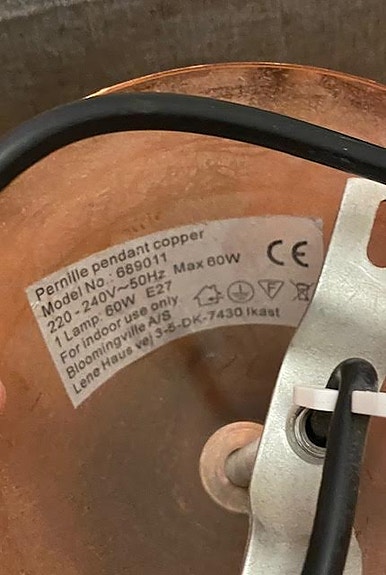 Pernille pendant copper
Model No.: 689011
220-240V~50Hz Max 60W
1 Lamp: 60W E27
For indoor use only
Bloomingville A/S
Lene Haus vej 3-5-DK-7430 Ikast
CE
F